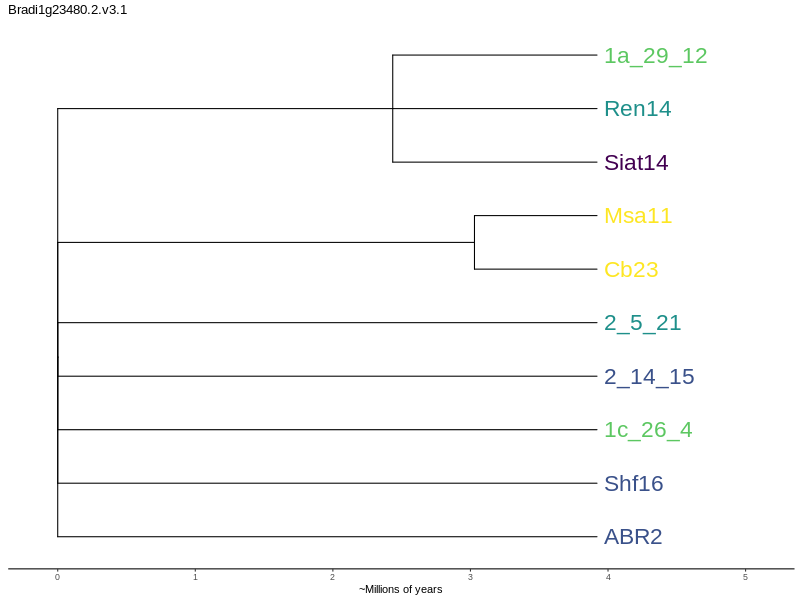 Bradi1g23480.2.v3.1
1a_29_12
Ren14
Siat14
Msa11
Cb23
2_5_21
2_14_15
1c_26_4
Shf16
ABR2
0 1 2 3 4 5
~Millions of years